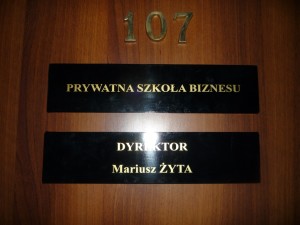 107
PRYWATNA SZKOŁA BIZNESU
DYREKTOR
Mariusz ŻYTA